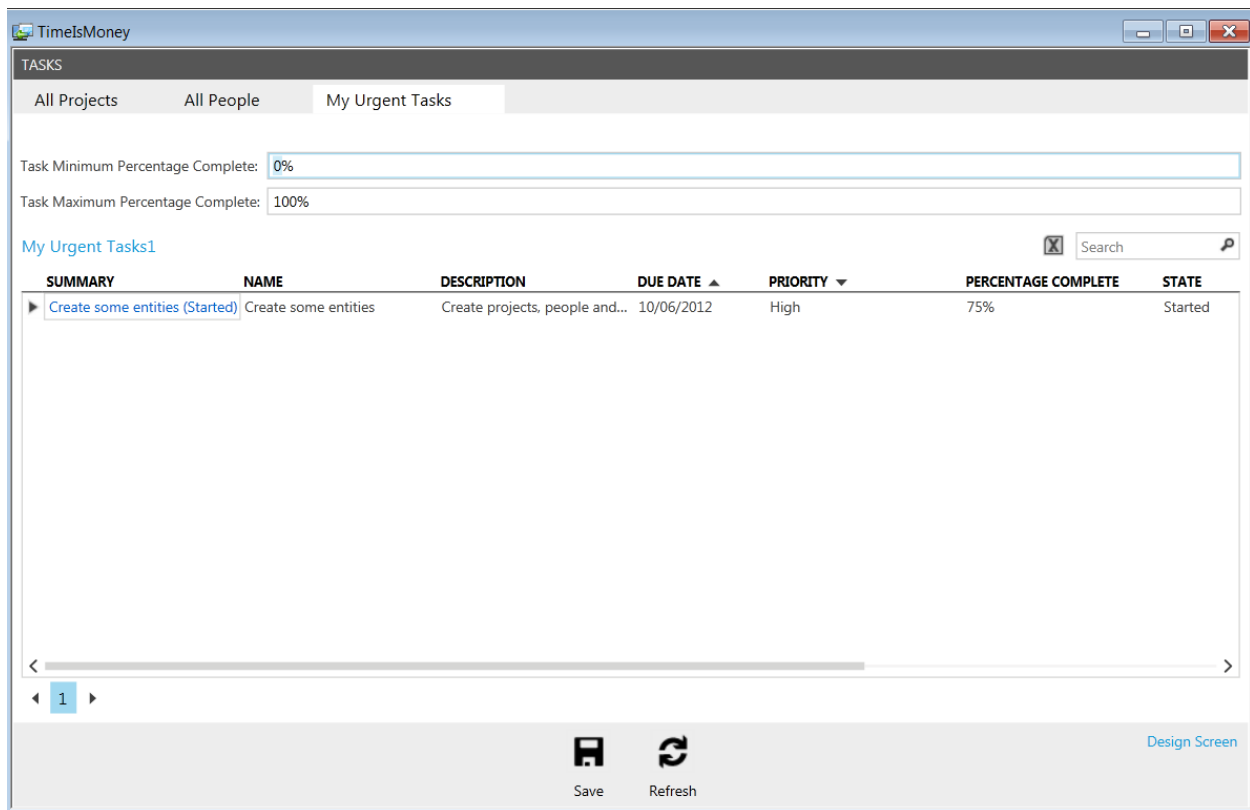 TimeIsMoney
TASKS
All Projects All People My Urgent Tasks
Task Minimum Percentage Complete: 0%
Task Maximum Percentage Complete: 100%
My Urgent Tasks1 Search
SUMMARY NAME DESCRIPTION DUE DATE PRIORITY PERCENTAGE COMPLETE STATE
Create some entities (Started) Create some entities Create projects, people and... 10/06/2012 High 75% Started
1
Design Screen
Save Refresh